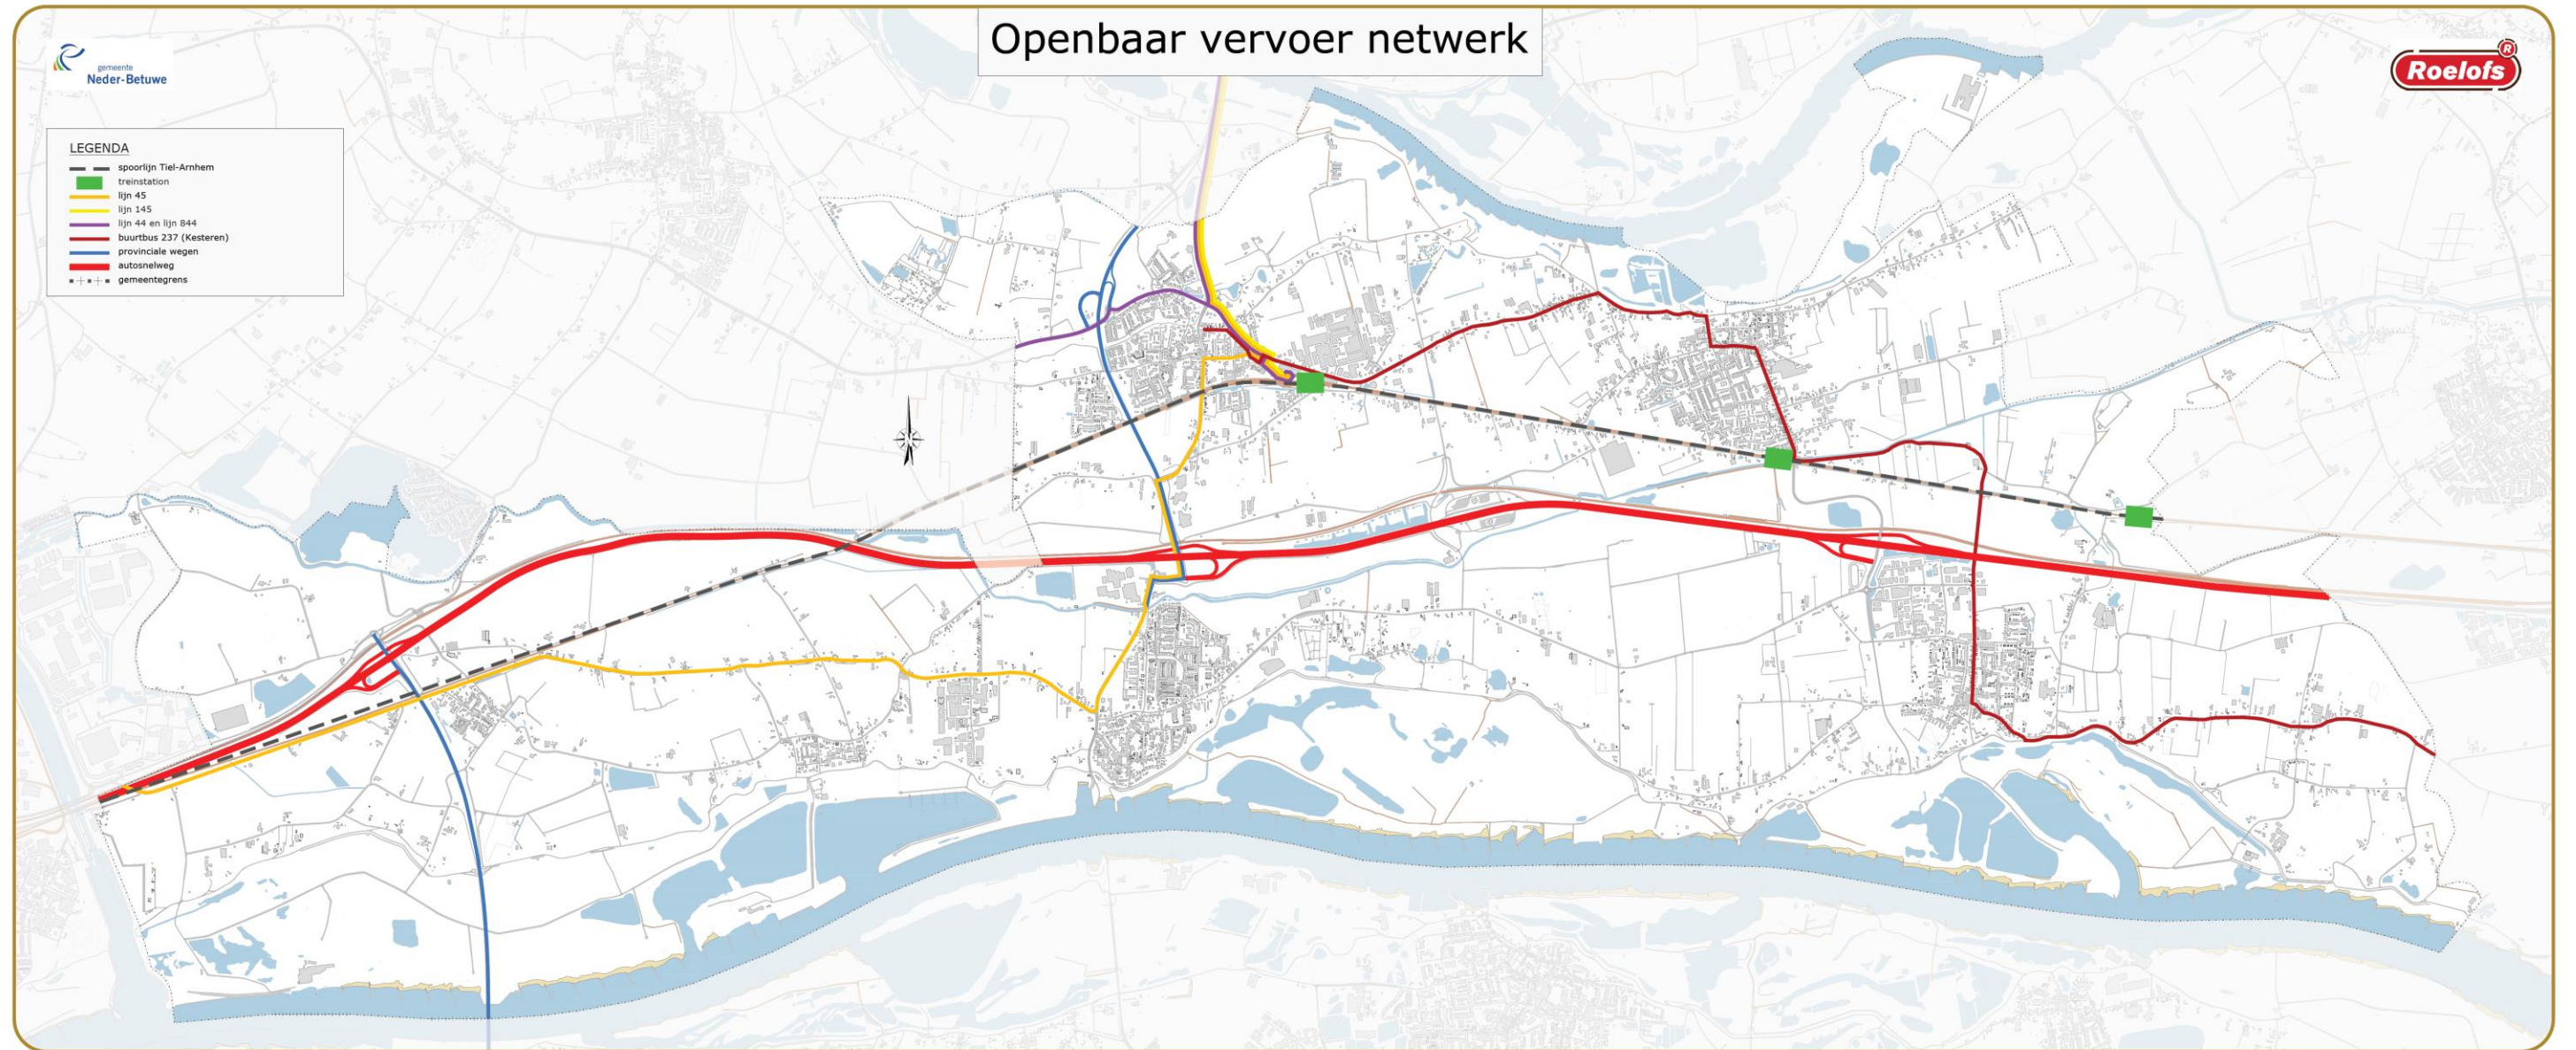 Openbaar vervoer netwerk
gemeente
Neder-Betuwe
Roelofs
R
LEGENDA
spoorlijn Tiel-Arnhem
treinstation
lijn 45
lijn 145
lijn 44 en lijn 844
buurtbus 237 (Kesteren)
provinciale wegen
autosnelweg
gemeentegrens